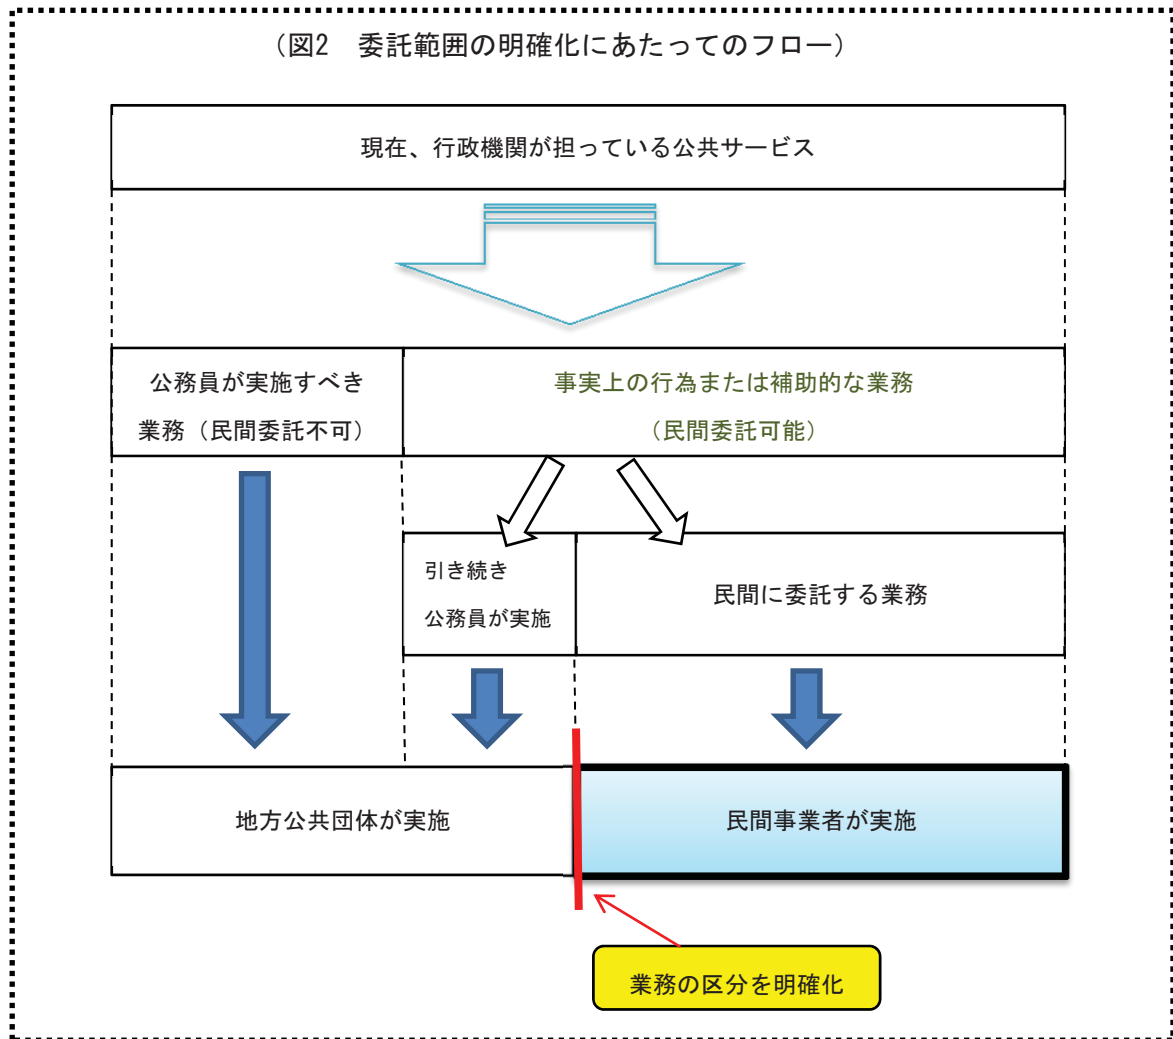 （図2　委託範囲の明確化にあたってのフロー）
現在、行政機関が担っている公共サービス
公務員が実施すべき
業務（民間委託不可）
事実上の行為または補助的な業務
（民間委託可能）
引き続き
公務員が実施
民間に委託する業務
地方公共団体が実施
民間事業者が実施
業務の区分を明確化